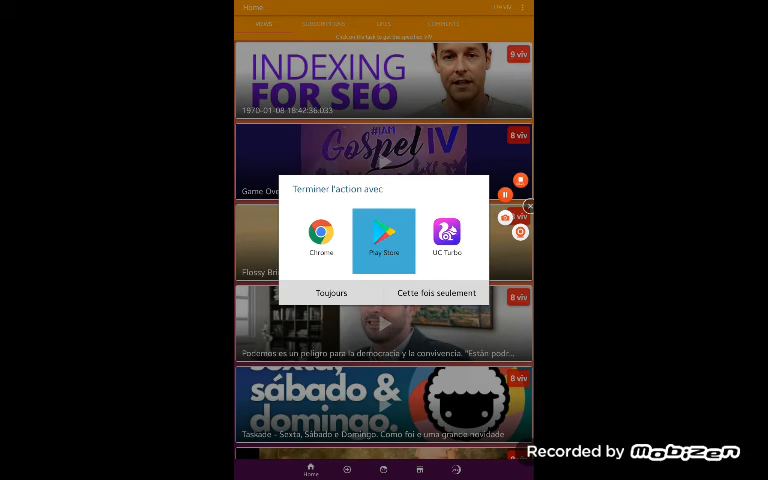 Home
VIEWS
SUBSCRIPTIONS
LIKES
COMMENTS
INDEXING
FOR SEO
9 viv
1970-01-08-18:42:36.033
#IAM
Gospel IV
8 viv
Game Ove
Terminer l'action avec
Chrome
Play Store
UC Turbo
Toujours
Cette fois seulement
viv
Flossy Bri
8 viv
Podemos es un peligro para la democracia y la convivencia. "Están podr...
sexta,
sábado &
domingo.
8 viv
Taskade - Sexta, Sábado e Domingo. Como foi e uma grande novidade
Recorded by Mobizen
Home